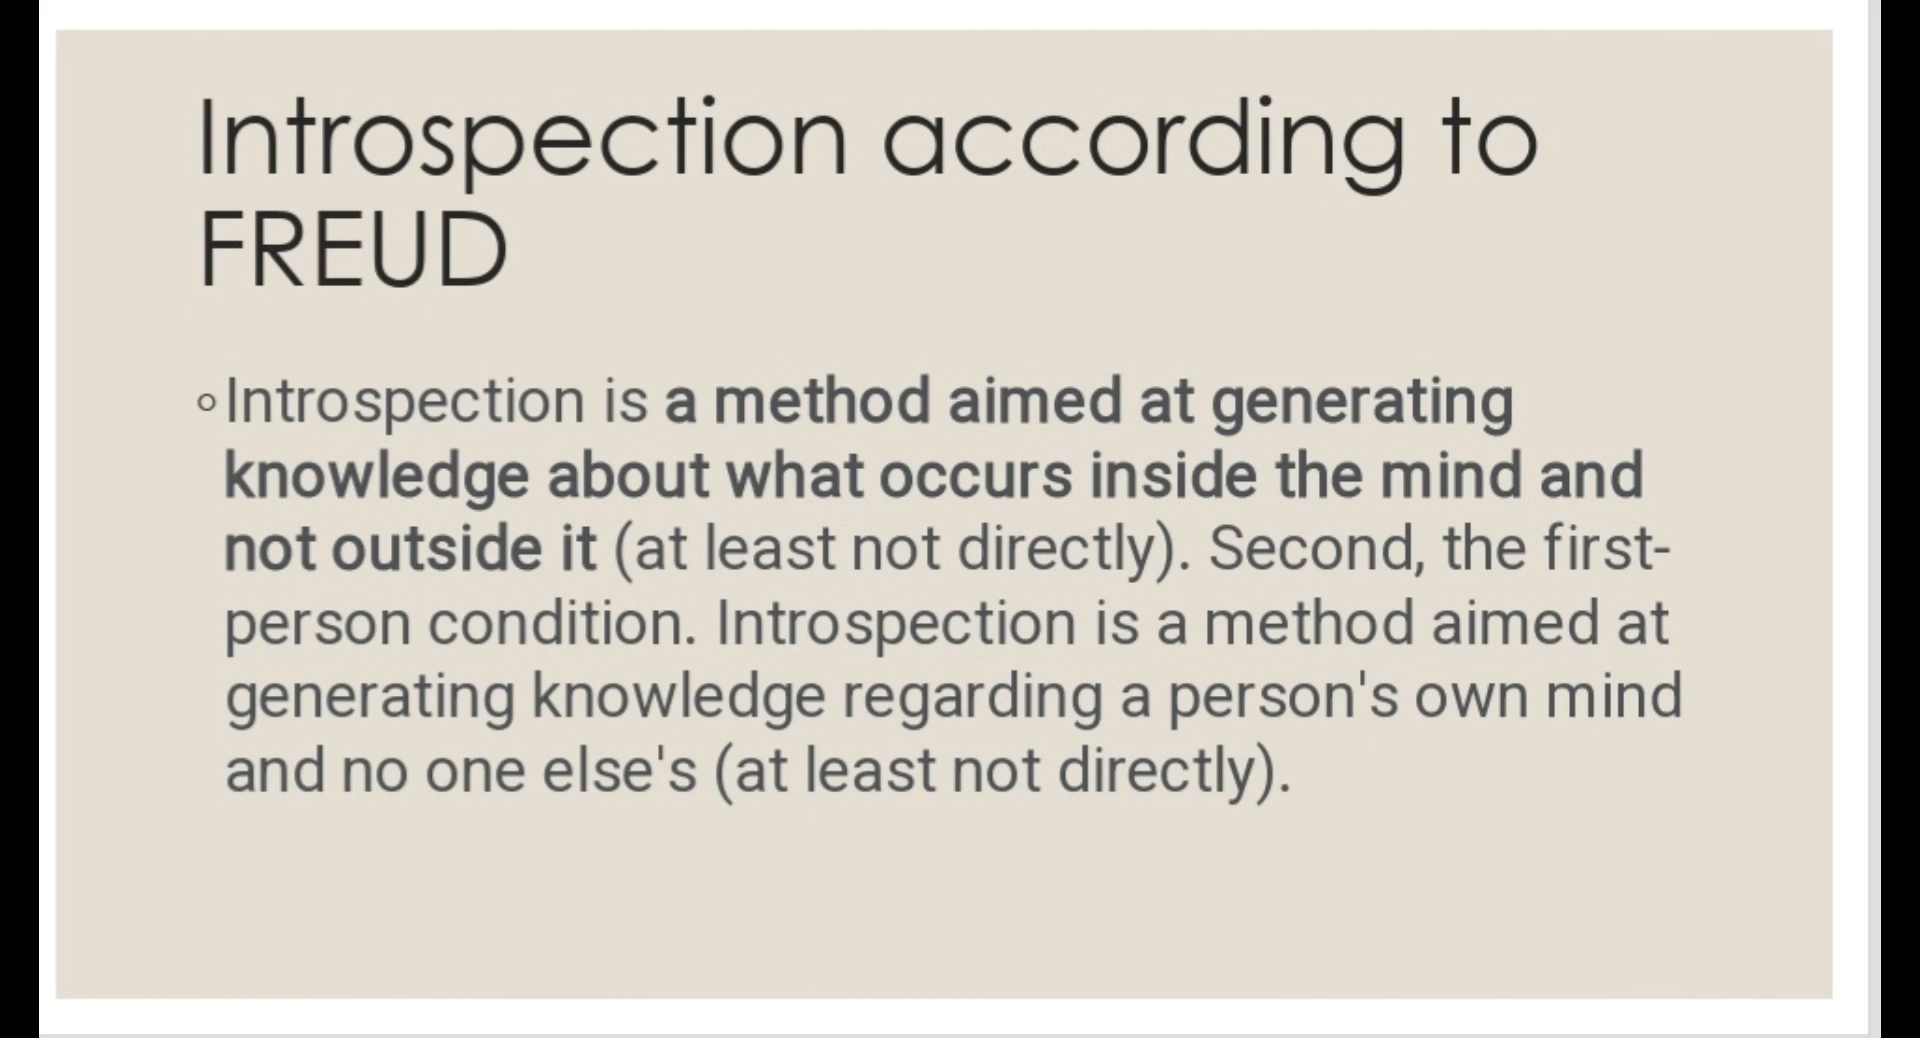 Introspection according to
FREUD
◦Introspection is a method aimed at generating
knowledge about what occurs inside the mind and
not outside it (at least not directly). Second, the first-
person condition. Introspection is a method aimed at
generating knowledge regarding a person's own mind
and no one else's (at least not directly).